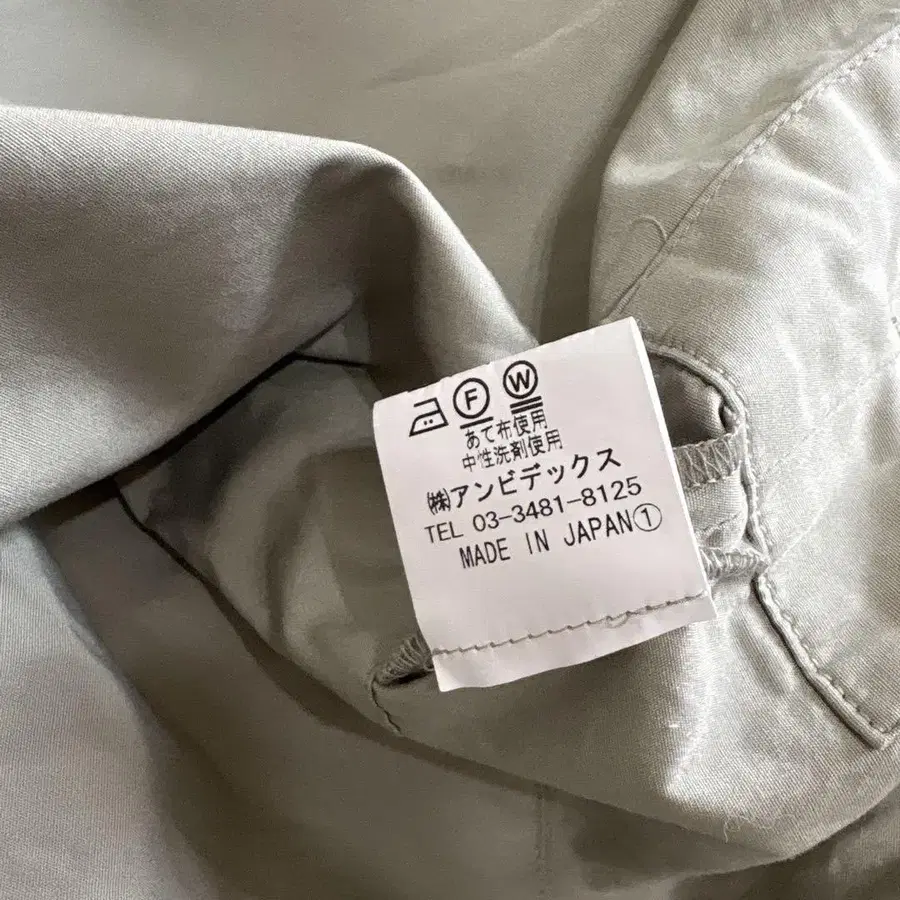 F W
あて布使用
中性洗剤使用
㈱アンビデックス
TEL 03-3481-8125
MADE IN JAPAN①